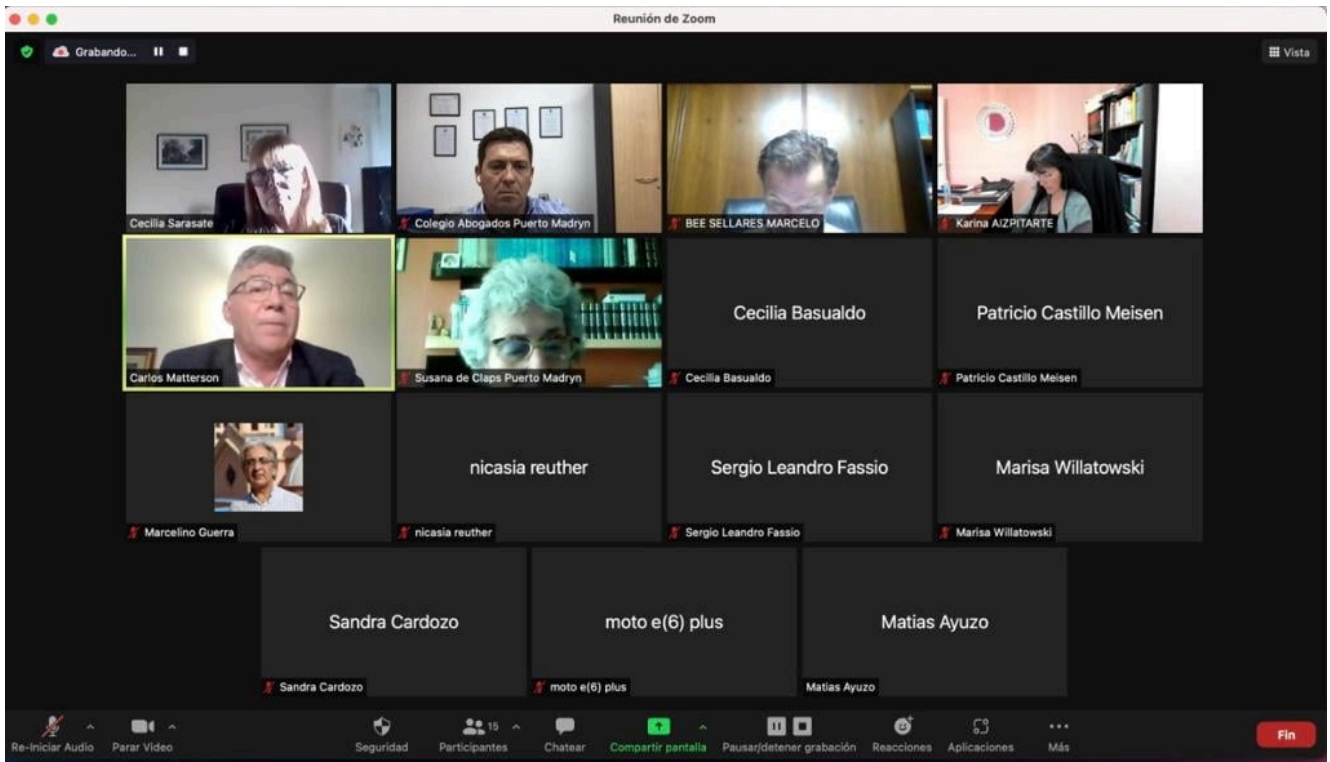 Reunión de Zoom
Grabando...
Vista
Cecilia Sarasate
Colegio Abogados Puerto Madryn
BEE SELLARES MARCELO
Karina AIZPITARTE
Carlos Matterson
Susana de Claps Puerto Madryn
Cecilia Basualdo
Cecilia Basualdo
Patricio Castillo Meisen
Patricio Castillo Meisen
Marcelino Guerra
nicasia reuther
nicasia reuther
Sergio Leandro Fassio
Sergio Leandro Fassio
Marisa Willatowski
Marisa Willatowski
Sandra Cardozo
Sandra Cardozo
moto e(6) plus
moto e(6) plus
Matias Ayuzo
Matias Ayuzo
Re-Iniciar Audio
Parar Video
Seguridad
15
Participantes
Chatear
Compartir pantalla
Pausar/detener grabación
Reacciones
Aplicaciones
Más
Fin